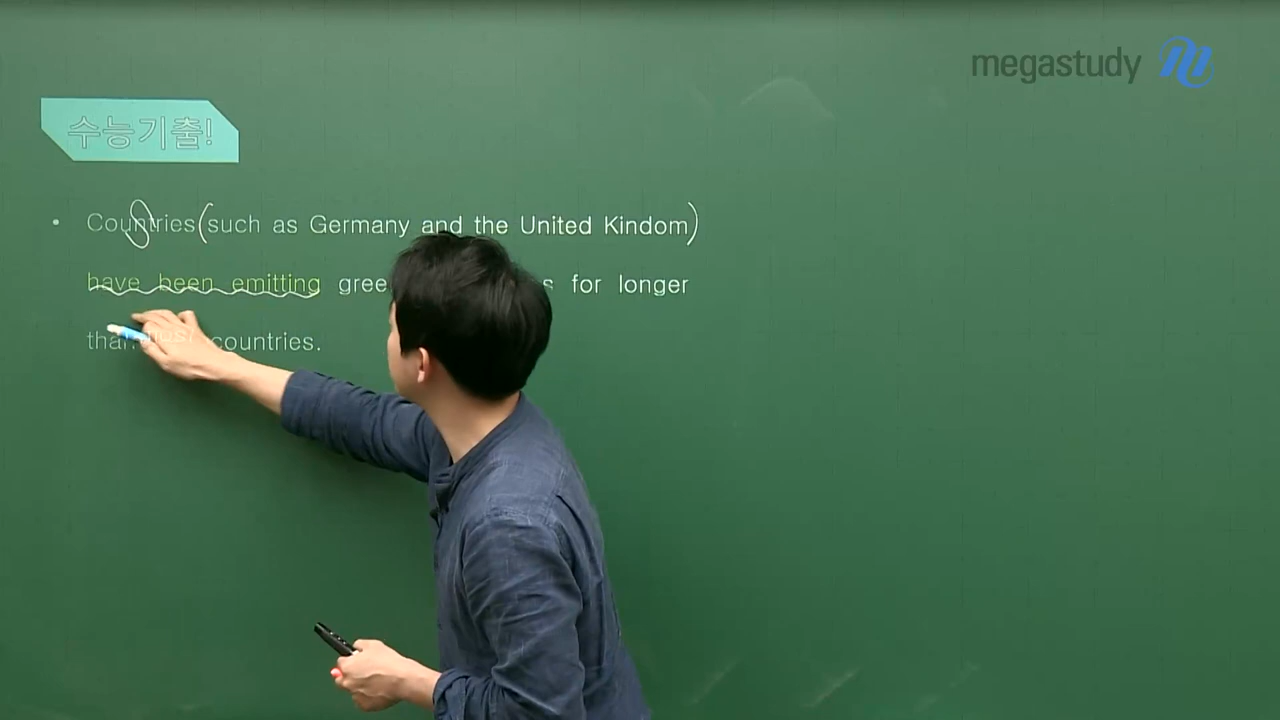 megastudy
수능기출!
• Countries (such as Germany and the United Kindom)
have been emitting for longer
countries.